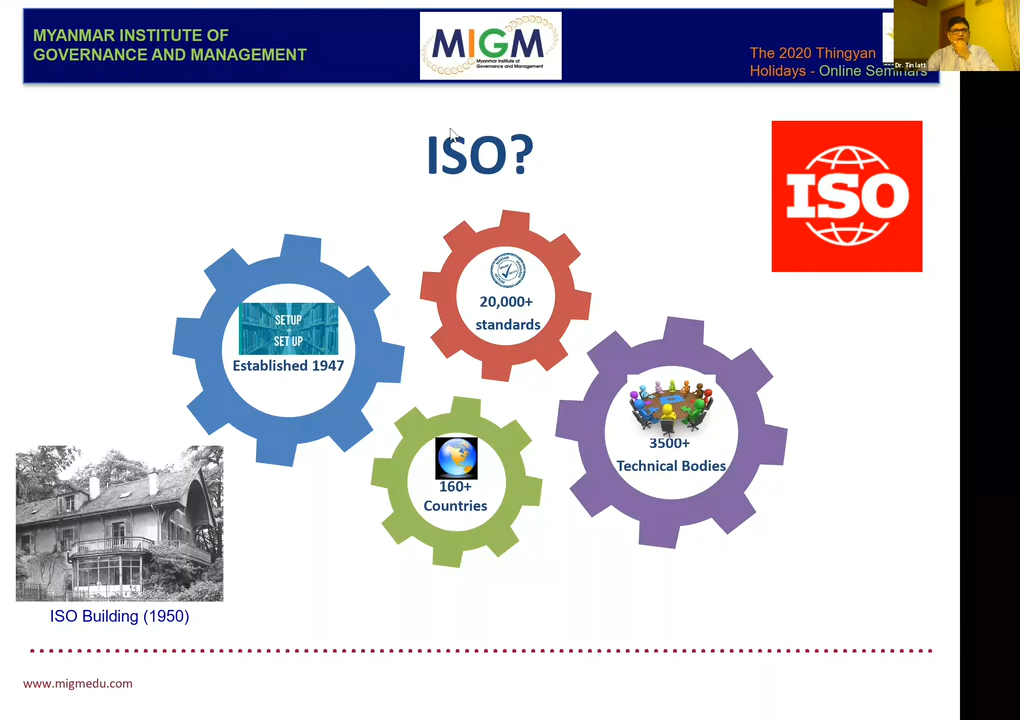 MYANMAR INSTITUTE OF
GOVERNANCE AND MANAGEMENT
MIGM
Myanmar Institute of
Governance and Management
The 2020 Thingyan
Holidays - Online Seminars
Dr. Tin latt
ISO?
ISO
SETUP
SET UP
Established 1947
20,000+
standards
160+
Countries
3500+
Technical Bodies
ISO Building (1950)
www.migmedu.com